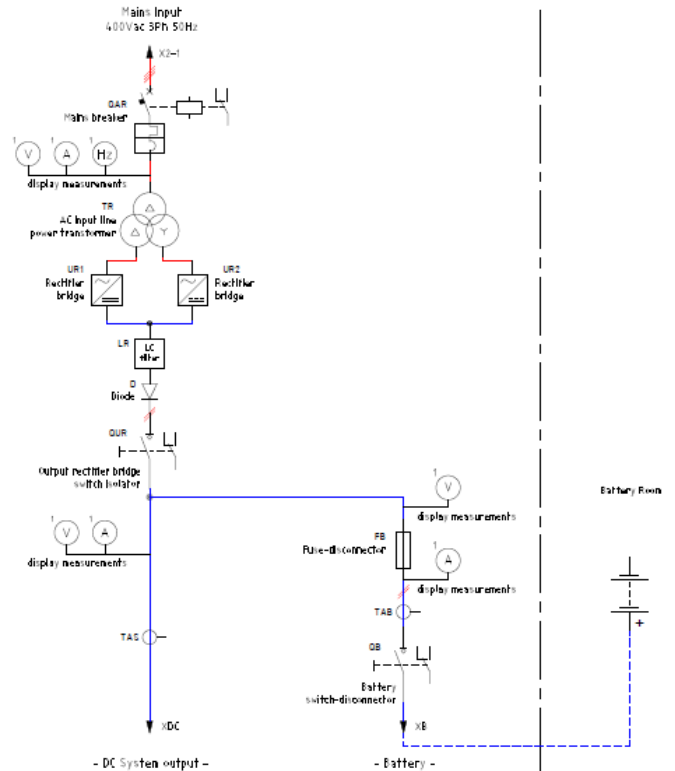 Mains Input
400Vac 3Ph 50Hz
X2-1
QAR
Mains breaker
1 V
1 A
1 Hz
display measurements
TR
AC input line
power transformer
UR1
Rectifier
bridge
UR2
Rectifier
bridge
LR
LC
filter
D
Diode
QUR
Output rectifier bridge
switch isolator
1 V
display measurements
Battery Room
1 V
1 A
display measurements
FB
Fuse-disconnector
1 A
display measurements
TAB
+
TAS
QB
Battery
switch-disconnector
XDC
XB
- DC System output -
- Battery -